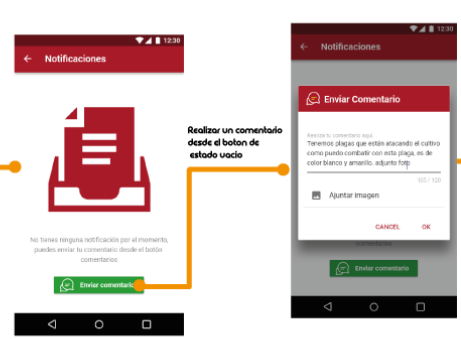 12:30
Notificaciones
No tienes ninguna notificación por el momento,
puedes enviar tu comentario desde el botón
comentarios
Enviar comentario
Realizar un comentario
desde el boton de
estado vacio
12:30
Notificaciones
Enviar Comentario
Realiza tu comentario aquí.
Tenemos plagas que están atacando el cultivo
como puedo combatir con esta plaga, es de
color blanco y amarillo. adjunto foto
105 / 120
Ajuntar imagen
CANCEL OK
comentarios
Enviar comentario